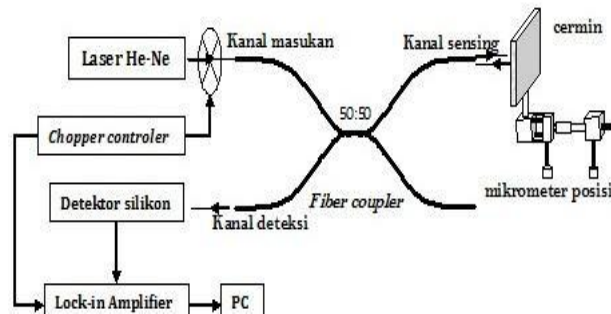 Laser He-Ne
Kanal masukan
Kanal sensing
cermin
50:50
Chopper controler
Detektor silikon
Kanal deteksi
Fiber coupler
mikrometer posisi
Lock-in Amplifier
PC